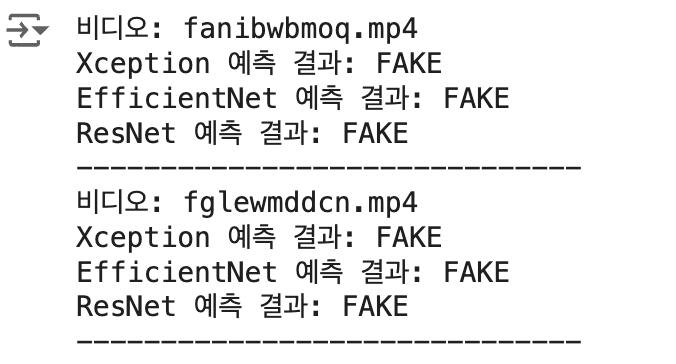 비디오: fanibwbmoq.mp4
Xception 예측 결과: FAKE
EfficientNet 예측 결과: FAKE
ResNet 예측 결과: FAKE
------------------------------
비디오: fglewmddcn.mp4
Xception 예측 결과: FAKE
EfficientNet 예측 결과: FAKE
ResNet 예측 결과: FAKE
------------------------------